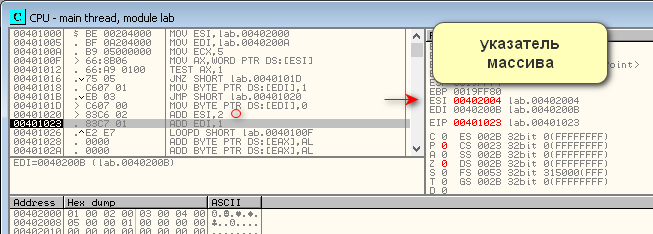 CPU - main thread, module lab
00401000 $ BE 00204000 MOV ESI,lab.00402000
00401005 . BF 0A204000 MOV EDI,lab.0040200A
0040100A . B9 05000000 MOV ECX,5
0040100F > 66:8B06 MOV AX,WORD PTR DS:[ESI]
00401012 . 66:A9 0100 TEST AX,1
00401016 .v75 05 JNZ SHORT lab.0040101D
00401018 . C607 01 MOV BYTE PTR DS:[EDI],1
0040101B .vEB 03 JMP SHORT lab.00401020
0040101D > C607 00 MOV BYTE PTR DS:[EDI],0
00401020 > 83C6 02 ADD ESI,2
00401023 . 83C7 01 ADD EDI,1
00401026 .^E2 E7 LOOPD SHORT lab.0040100F
00401028 . 0000 ADD BYTE PTR DS:[EAX],AL
0040102A . 0000 ADD BYTE PTR DS:[EAX],AL
EDI=0040200B (lab.0040200B)
указатель
массива
point>
EBP 0019FF80
ESI 00402004 lab.00402004
EDI 0040200B lab.0040200B
EIP 00401023 lab.00401023
C 0 ES 002B 32bit 0(FFFFFFFF)
P 0 CS 0023 32bit 0(FFFFFFFF)
A 0 SS 002B 32bit 0(FFFFFFFF)
Z 0 DS 002B 32bit 0(FFFFFFFF)
S 0 FS 0053 32bit 315000(FFF)
T 0 GS 002B 32bit 0(FFFFFFFF)
D 0
Address Hex dump ASCII
00402000 01 00 02 00 03 00 04 00
00402008 05 00 00 01 00 00 00 00